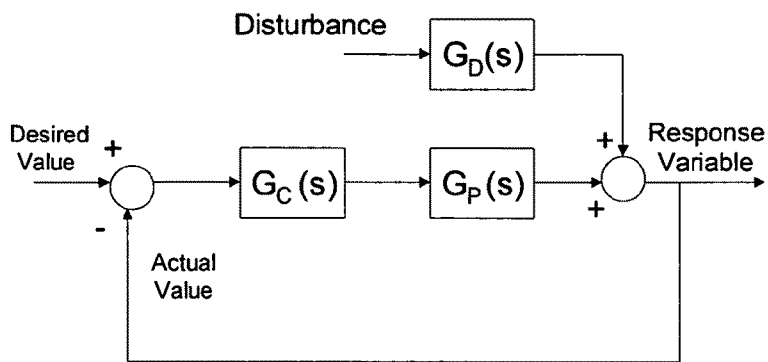 Disturbance
G_D(s)
Desired
Value
+
+
Response
Variable
G_C(s)
G_P(s)
+
-
Actual
Value